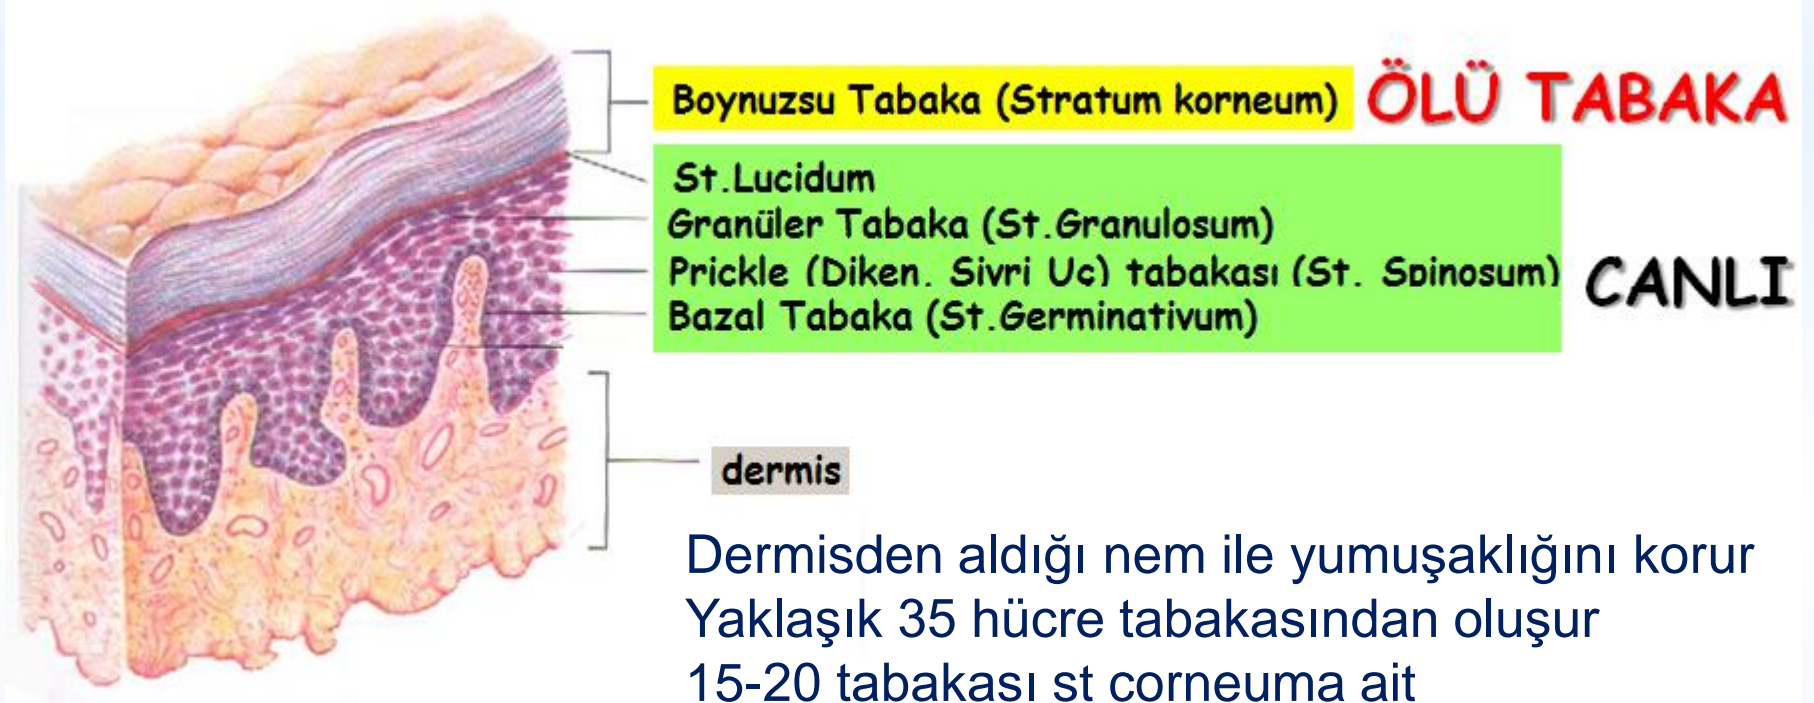 Boynuzsu Tabaka (Stratum korneum) ÖLÜ TABAKA
St.Lucidum
Granüler Tabaka (St.Granulosum)
Prickle (Diken, Sivri Uç) tabakası (St. Spinosum)
CANLI
Bazal Tabaka (St.Germinativum)
dermis
Dermisden aldığı nem ile yumuşaklığını korur
Yaklaşık 35 hücre tabakasından oluşur
15-20 tabakası st corneuma ait